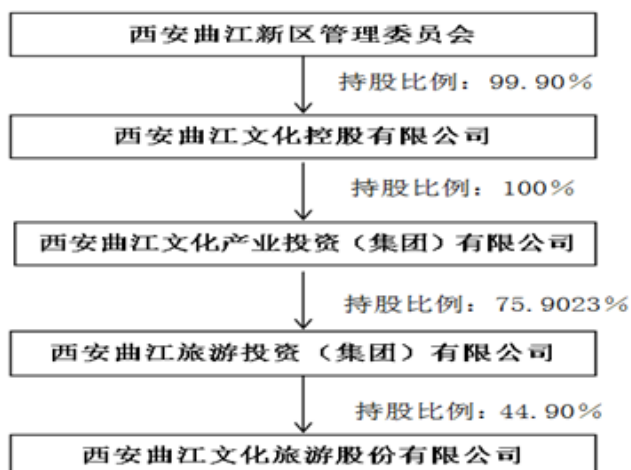 西安曲江新区管理委员会
持股比例：99.90%
西安曲江文化控股有限公司
持股比例：100%
西安曲江文化产业投资（集团）有限公司
持股比例：75.9023%
西安曲江旅游投资（集团）有限公司
持股比例：44.90%
西安曲江文化旅游股份有限公司